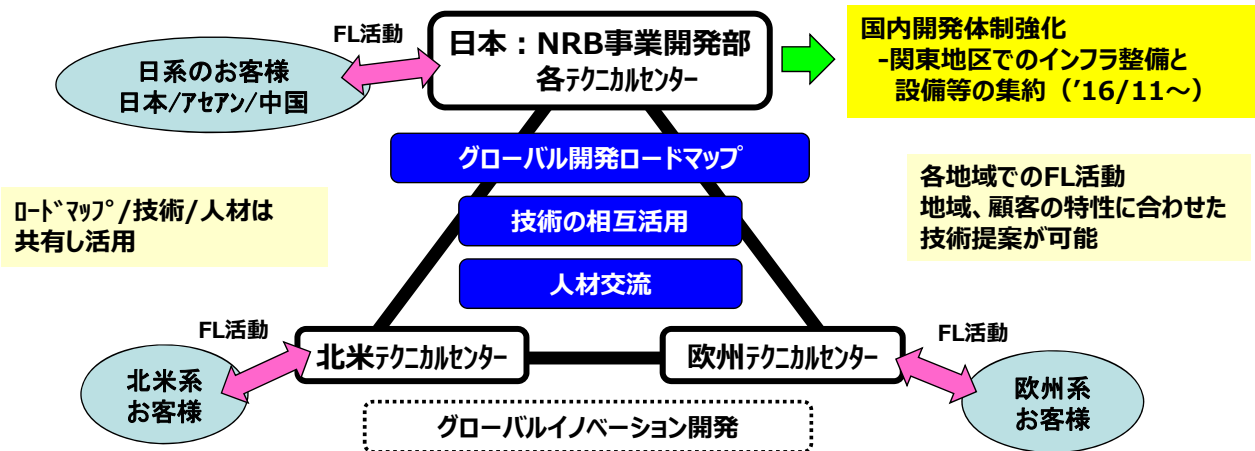 FL活動
日本：NRB事業開発部
各ﾃｸﾆｶﾙｾﾝﾀｰ
国内開発体制強化
-関東地区でのインフラ整備と
設備等の集約（’16/11～）
日系のお客様
日本/ｱｾｱﾝ/中国
グローバル開発ロードマップ
ﾛｰﾄﾞﾏｯﾌﾟ/技術/人材は
共有し活用
技術の相互活用
各地域でのFL活動
地域、顧客の特性に合わせた
技術提案が可能
人材交流
FL活動
FL活動
北米ﾃｸﾆｶﾙｾﾝﾀｰ
欧州ﾃｸﾆｶﾙｾﾝﾀｰ
北米系
お客様
欧州系
お客様
グローバルイノベーション開発